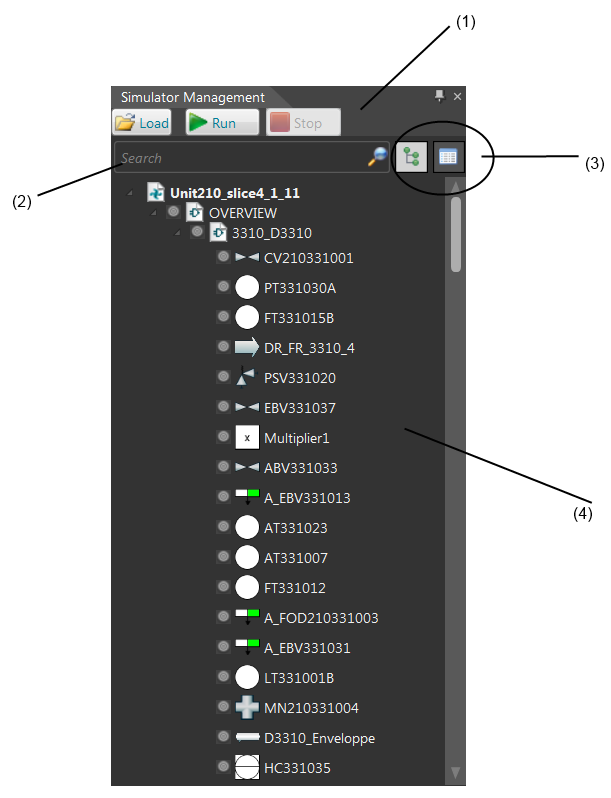 (1)
Simulator Management
Load Run Stop
Search
(3)
(2)
Unit210_slice4_1_11
OVERVIEW
3310_D3310
CV210331001
PT331030A
FT331015B
DR_FR_3310_4
PSV331020
EBV331037
x Multiplier1
ABV331033
A_EBV331013
(4)
AT331023
AT331007
FT331012
A_FOD210331003
A_EBV331031
LT331001B
MN210331004
D3310_Enveloppe
HC331035